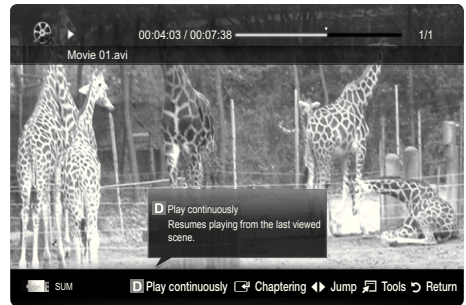 00:04:03 / 00:07:38 1/1
Movie 01.avi
D Play continuously
Resumes playing from the last viewed
scene.
SUM D Play continuously Chaptering Jump Tools Return